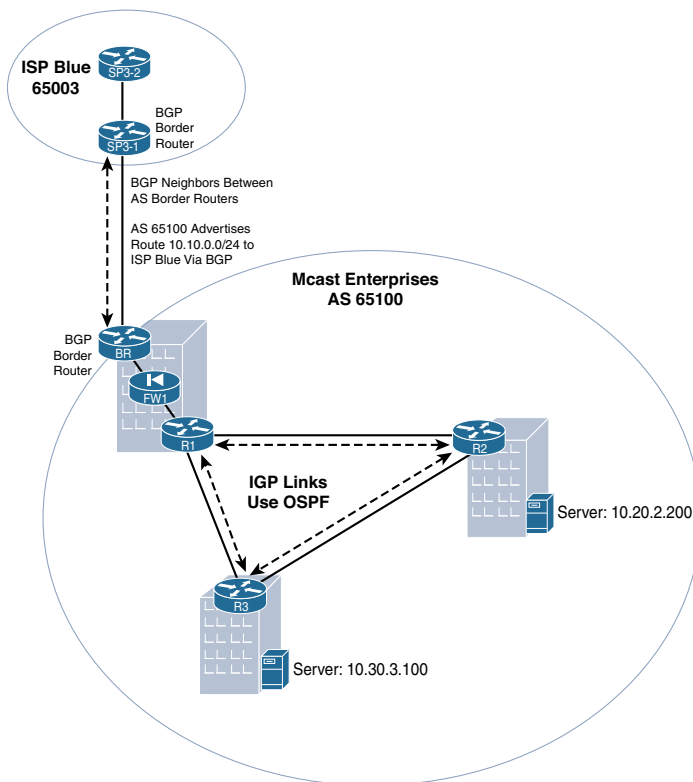 ISP Blue
65003
SP3-2
BGP
Border
Router
SP3-1
BGP Neighbors Between
AS Border Routers
AS 65100 Advertises
Route 10.10.0.0/24 to
ISP Blue Via BGP
Mcast Enterprises
AS 65100
BGP
Border
Router
BR
FW1
R1
R2
IGP Links
Use OSPF
Server: 10.20.2.200
R3
Server: 10.30.3.100